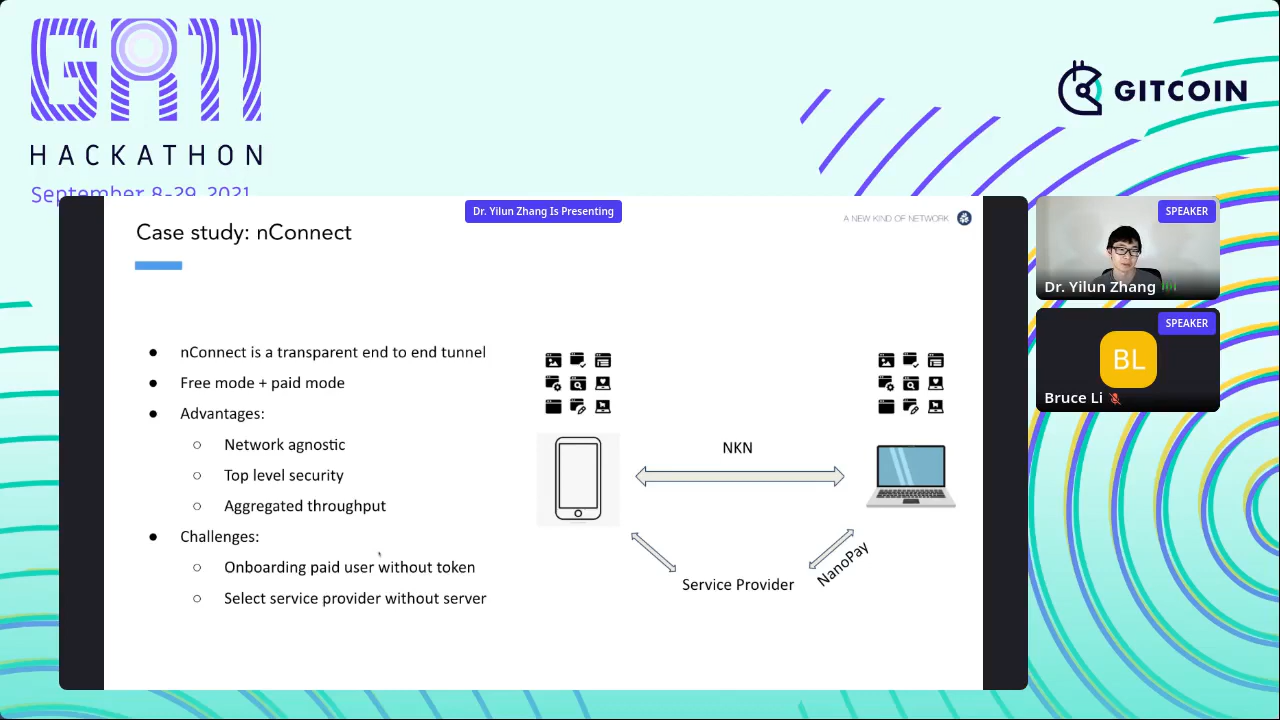 GR11
HACKATHON
September 8-29, 2021
GITCOIN
Dr. Yilun Zhang Is Presenting
A NEW KIND OF NETWORK
Case study: nConnect
● nConnect is a transparent end to end tunnel
● Free mode + paid mode
● Advantages:
○ Network agnostic
○ Top level security
○ Aggregated throughput
● Challenges:
○ Onboarding paid user without token
○ Select service provider without server
NKN
Service Provider
NanoPay
SPEAKER
Dr. Yilun Zhang
SPEAKER
BL
Bruce Li